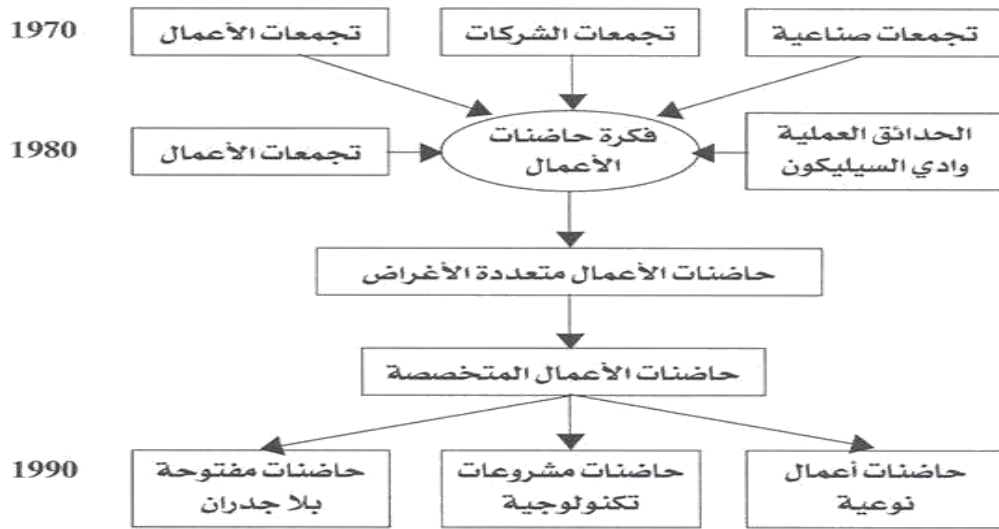 1970
تجمعات صناعية
تجمعات الشركات
تجمعات الأعمال
1980
الحدائق العملية
وادي السيليكون
فكرة حاضنات
الأعمال
تجمعات الأعمال
حاضنات الأعمال متعددة الأغراض
حاضنات الأعمال المتخصصة
1990
حاضنات أعمال
نوعية
حاضنات مشروعات
تكنولوجية
حاضنات مفتوحة
بلا جدران